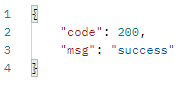 1 {
2     "code": 200,
3     "msg": "success"
4 }